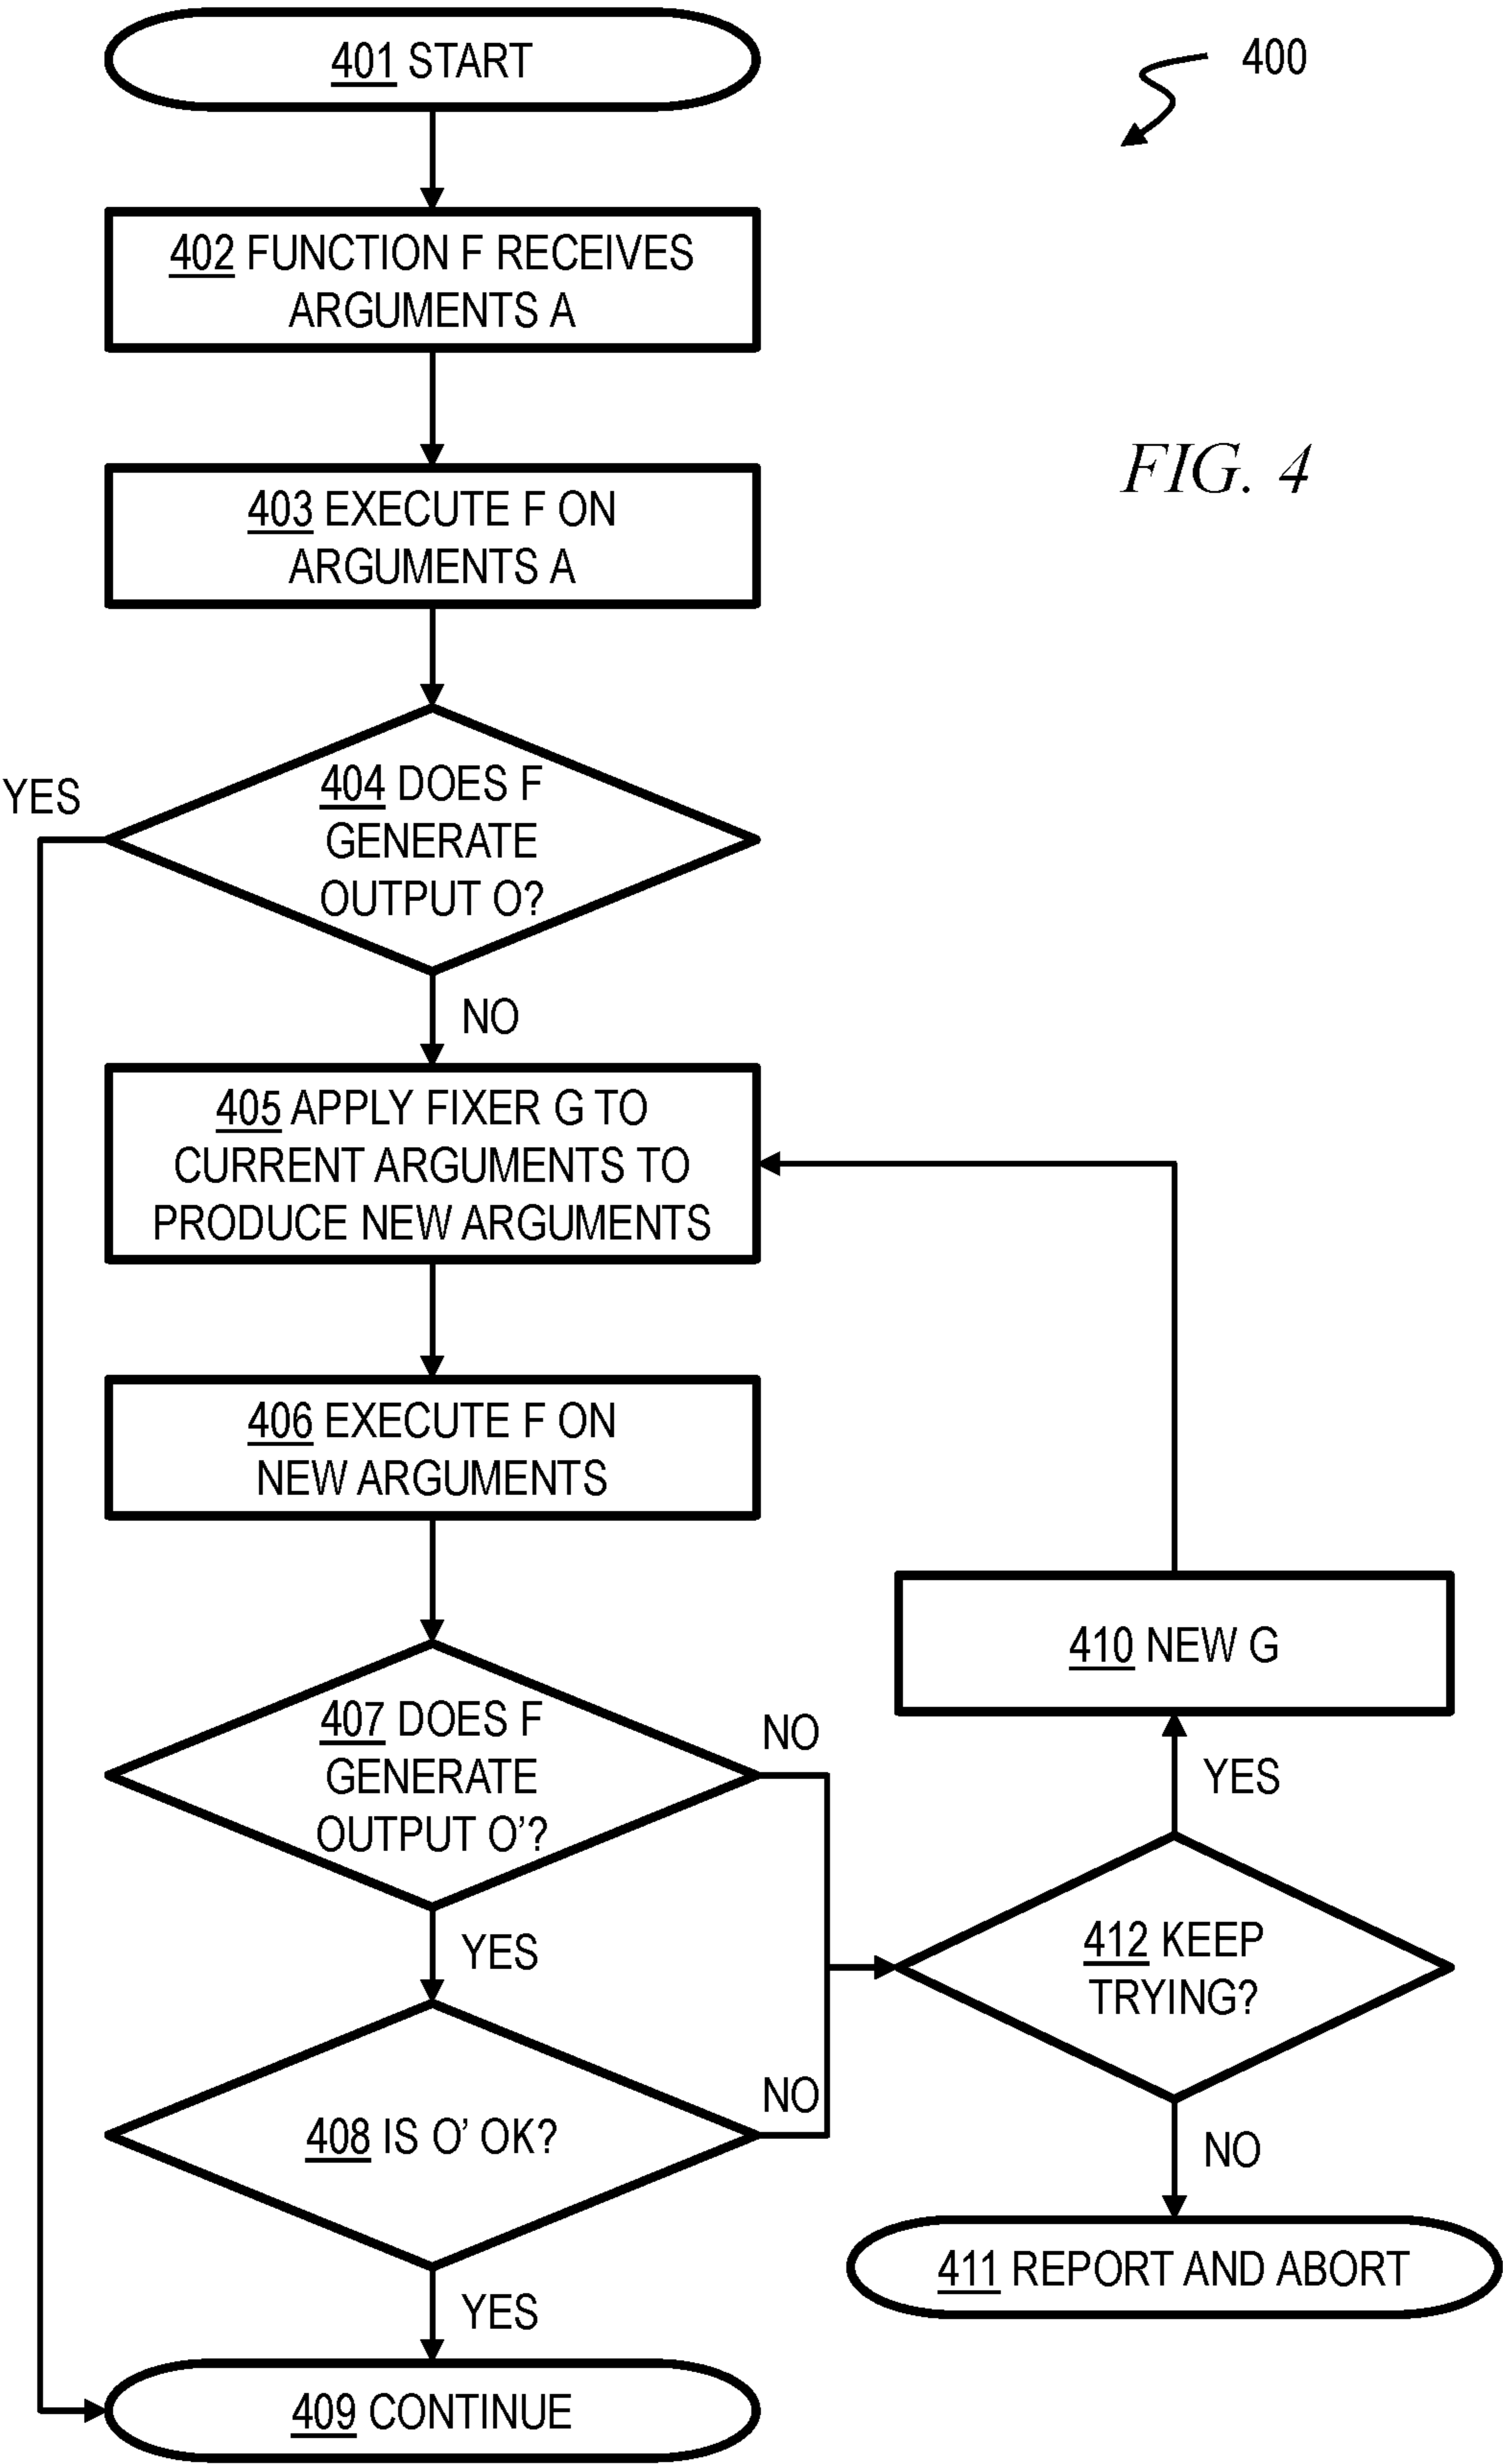 401 START
400
402 FUNCTION F RECEIVES
ARGUMENTS A
FIG. 4
403 EXECUTE F ON
ARGUMENTS A
404 DOES F
GENERATE
OUTPUT O?
YES
NO
405 APPLY FIXER G TO
CURRENT ARGUMENTS TO
PRODUCE NEW ARGUMENTS
406 EXECUTE F ON
NEW ARGUMENTS
410 NEW G
407 DOES F
GENERATE
OUTPUT O’?
NO
YES
YES
412 KEEP
TRYING?
408 IS O’ OK?
NO
NO
411 REPORT AND ABORT
YES
409 CONTINUE